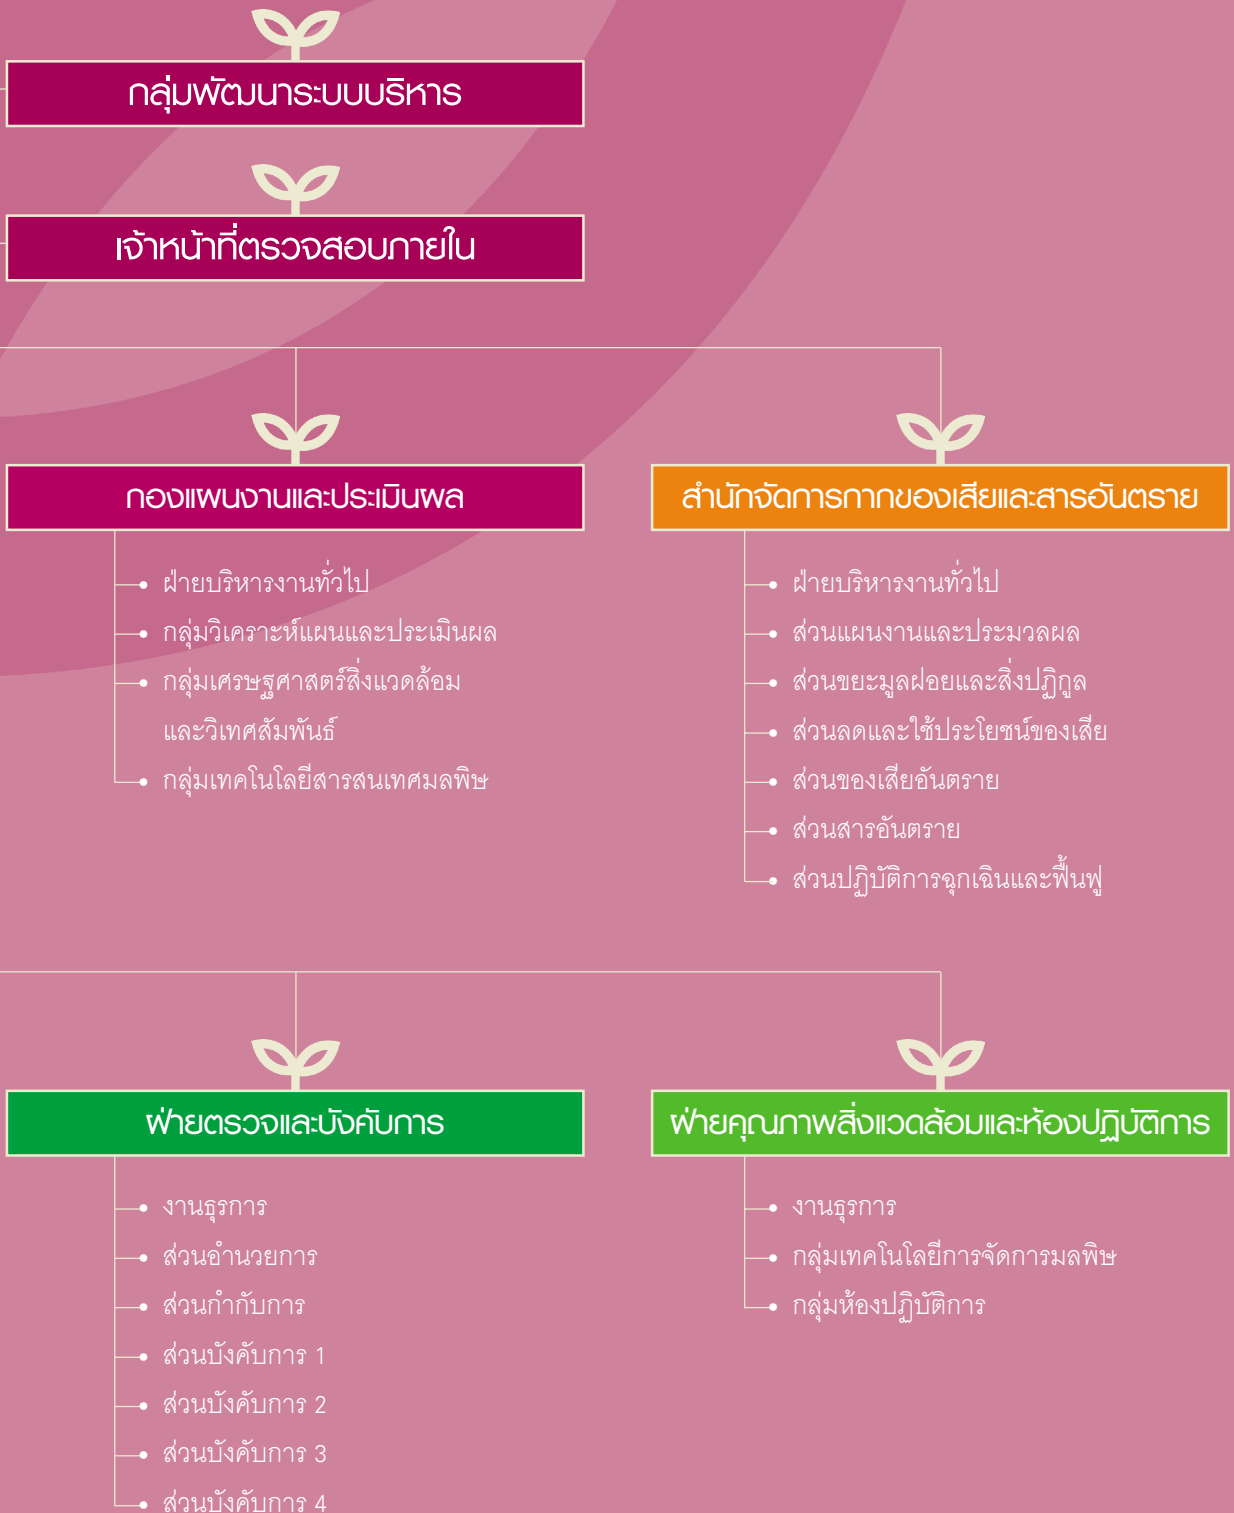 กลุ่มพัฒนาระบบบริหาร
เจ้าหน้าที่ตรวจสอบภายใน
กองแผนงานและประเมินผล
ฝ่ายบริหารงานทั่วไป
กลุ่มวิเคราะห์แผนและประเมินผล
กลุ่มเศรษฐศาสตร์สิ่งแวดล้อม
และวิเทศสัมพันธ์
กลุ่มเทคโนโลยีสารสนเทศมลพิษ
สำนักจัดการกากของเสียและสารอันตราย
ฝ่ายบริหารงานทั่วไป
ส่วนแผนงานและประมวลผล
ส่วนขยะมูลฝอยและสิ่งปฏิกูล
ส่วนลดและใช้ประโยชน์ของเสีย
ส่วนของเสียอันตราย
ส่วนสารอันตราย
ส่วนปฏิบัติการฉุกเฉินและฟื้นฟู
ฝ่ายตรวจและบังคับการ
งานธุรการ
ส่วนอำนวยการ
ส่วนกำกับการ
ส่วนบังคับการ 1
ส่วนบังคับการ 2
ส่วนบังคับการ 3
ส่วนบังคับการ 4
ฝ่ายคุณภาพสิ่งแวดล้อมและห้องปฏิบัติการ
งานธุรการ
กลุ่มเทคโนโลยีการจัดการมลพิษ
กลุ่มห้องปฏิบัติการ